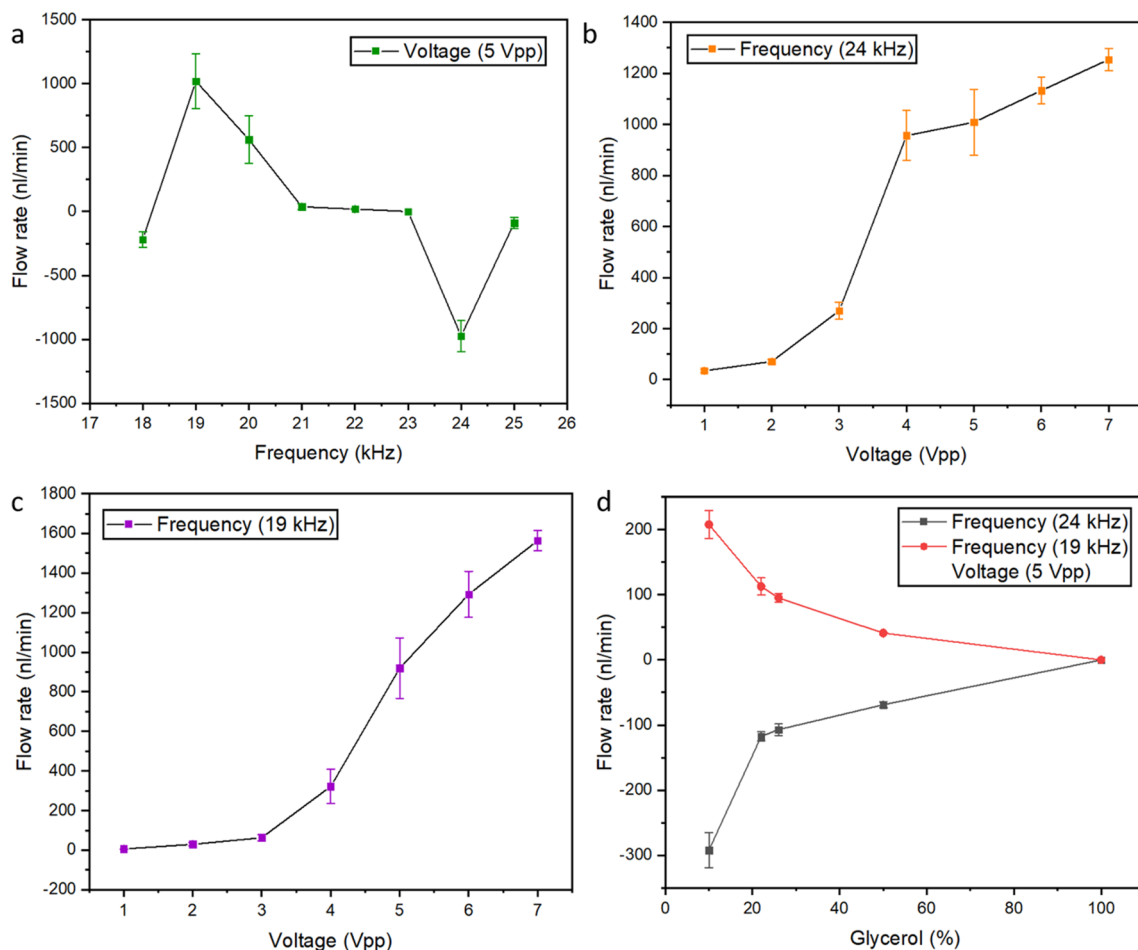 a
Voltage (5 Vpp)
1500
1000
500
0
-500
-1000
-1500
Flow rate (nl/min)
17 18 19 20 21 22 23 24 25 26
Frequency (kHz)
b
Frequency (24 kHz)
1400
1200
1000
800
600
400
200
0
Flow rate (nl/min)
1 2 3 4 5 6 7
Voltage (Vpp)
c
Frequency (19 kHz)
1800
1600
1400
1200
1000
800
600
400
200
0
-200
Flow rate (nl/min)
1 2 3 4 5 6 7
Voltage (Vpp)
d
Frequency (24 kHz)
Frequency (19 kHz)
Voltage (5 Vpp)
200
100
0
-100
-200
-300
Flow rate (nl/min)
0 20 40 60 80 100
Glycerol (%)